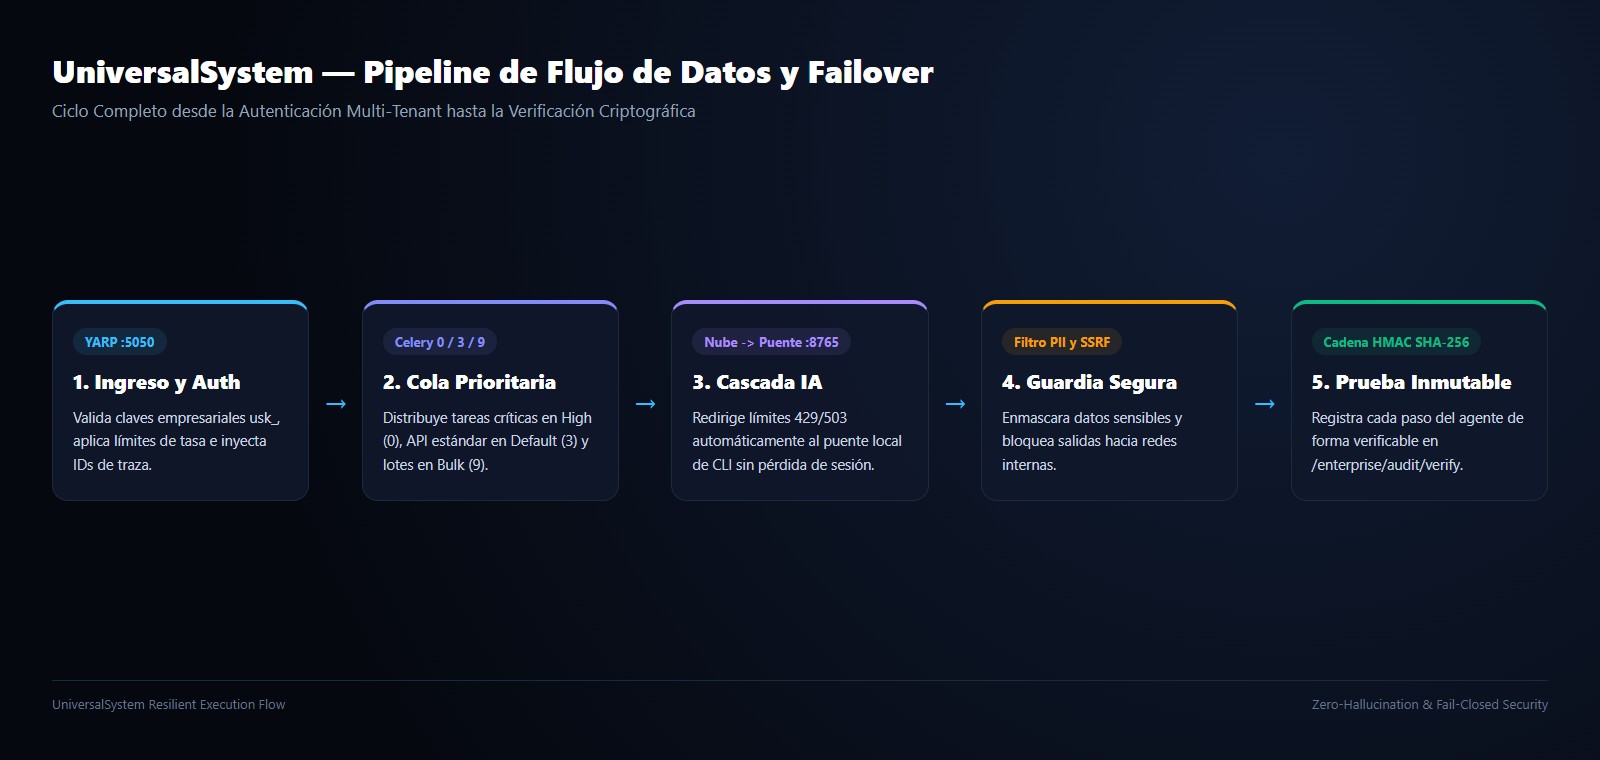 UniversalSystem — Pipeline de Flujo de Datos y Failover
Ciclo Completo desde la Autenticación Multi-Tenant hasta la Verificación Criptográfica
YARP :5050
1. Ingreso y Auth
Valida claves empresariales usk_,
aplica límites de tasa e inyecta
IDs de traza.
→
Celery 0 / 3 / 9
2. Cola Prioritaria
Distribuye tareas críticas en High
(0), API estándar en Default (3) y
lotes en Bulk (9).
→
Nube -> Puente :8765
3. Cascada IA
Redirige límites 429/503
automáticamente al puente local
de CLI sin pérdida de sesión.
→
Filtro PII y SSRF
4. Guardia Segura
Enmascara datos sensibles y
bloquea salidas hacia redes
internas.
→
Cadena HMAC SHA-256
5. Prueba Inmutable
Registra cada paso del agente de
forma verificable en
/enterprise/audit/verify.
UniversalSystem Resilient Execution Flow
Zero-Hallucination & Fail-Closed Security